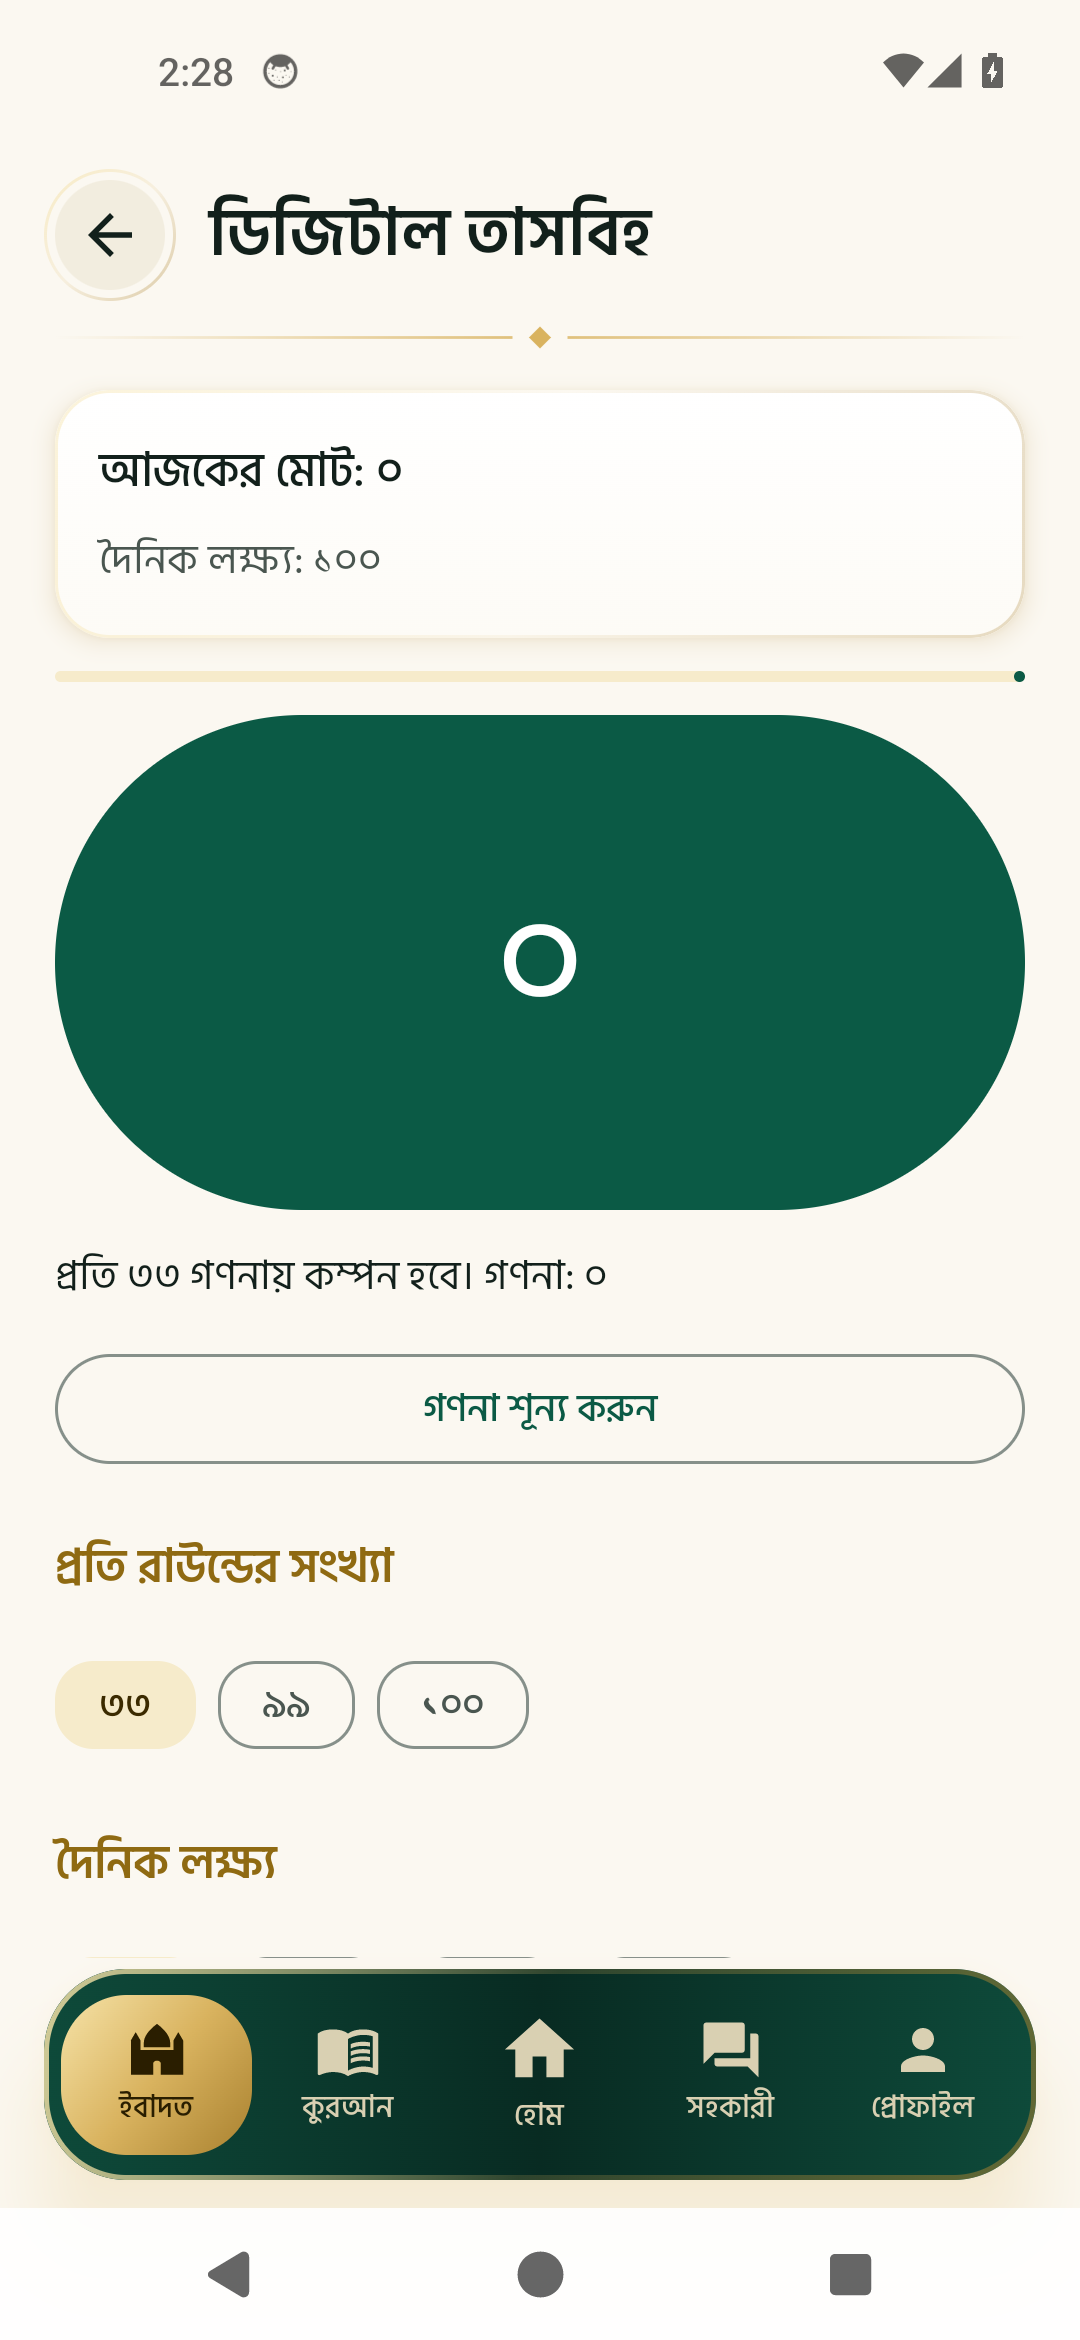 2:28
ডিজিটাল তাসবিহ
আজকের মোট: ০
দৈনিক লক্ষ্য: ১০০
০
প্রতি ৩৩ গণনায় কম্পন হবে। গণনা: ০
গণনা শূন্য করুন
প্রতি রাউন্ডের সংখ্যা
৩৩ ৯৯ ১০০
দৈনিক লক্ষ্য
ইবাদত কুরআন হোম সহকারী প্রোফাইল